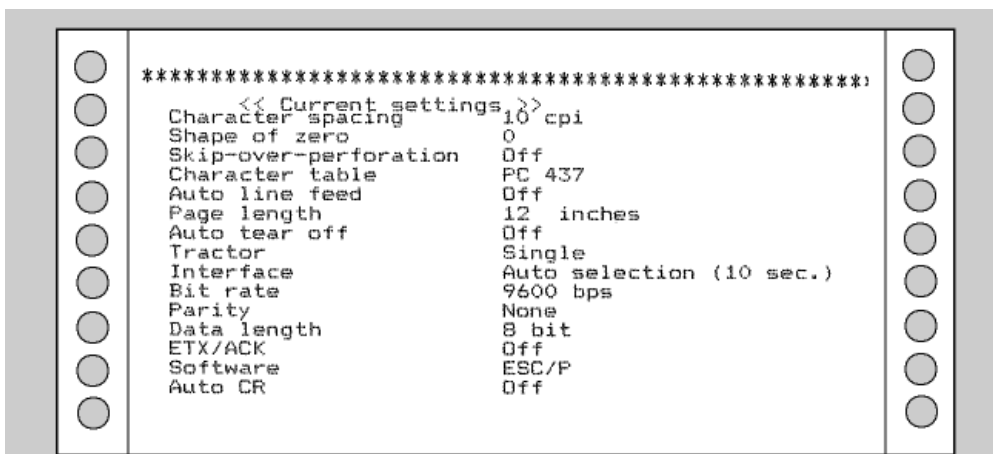 *****************************************************
<< Current settings >>
Character spacing 10 cpi
Shape of zero 0
Skip-over-perforation Off
Character table PC 437
Auto line feed Off
Page length 12 inches
Auto tear off Off
Tractor Single
Interface Auto selection (10 sec.)
Bit rate 9600 bps
Parity None
Data length 8 bit
ETX/ACK Off
Software ESC/P
Auto CR Off